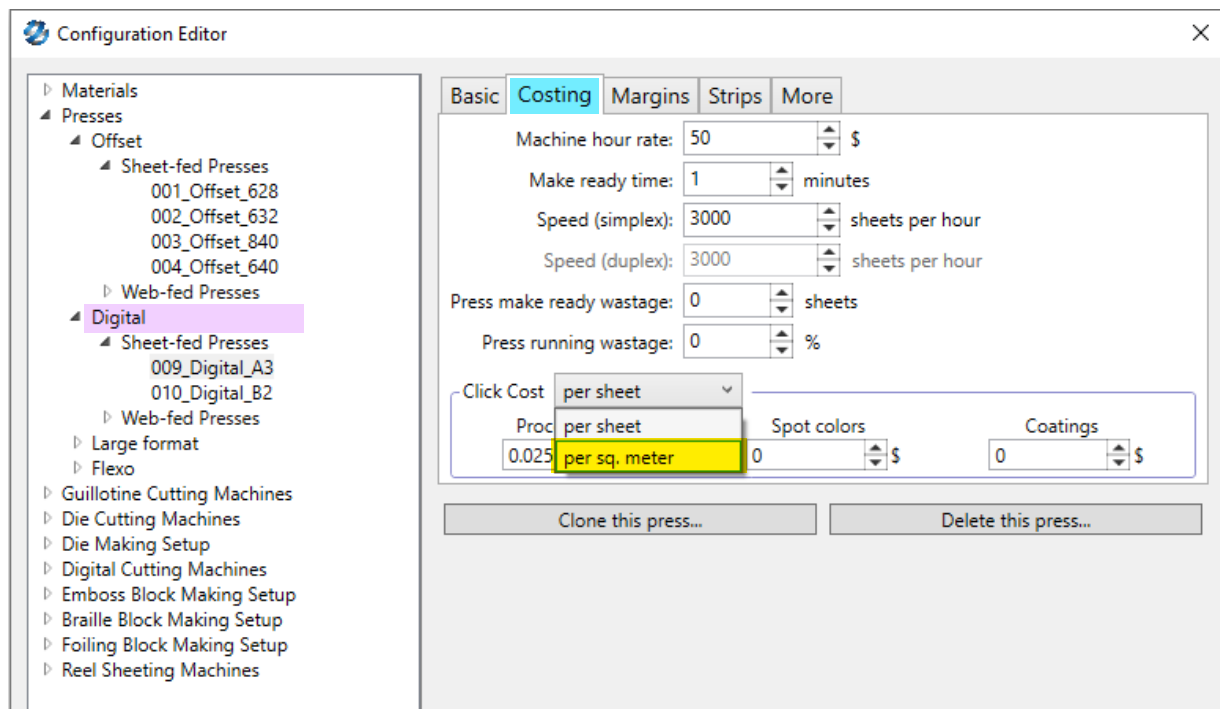 Configuration Editor
Materials
Presses
Offset
Sheet-fed Presses
001_Offset_628
002_Offset_632
003_Offset_840
004_Offset_640
Web-fed Presses
Digital
Sheet-fed Presses
009_Digital_A3
010_Digital_B2
Web-fed Presses
Large format
Flexo
Guillotine Cutting Machines
Die Cutting Machines
Die Making Setup
Digital Cutting Machines
Emboss Block Making Setup
Braille Block Making Setup
Foiling Block Making Setup
Reel Sheeting Machines
Basic Costing Margins Strips More
Machine hour rate: 50 $
Make ready time: 1 minutes
Speed (simplex): 3000 sheets per hour
Speed (duplex): 3000 sheets per hour
Press make ready wastage: 0 sheets
Press running wastage: 0 %
Click Cost per sheet
Proc per sheet Spot colors Coatings
0.025 per sq. meter 0 $ 0 $
Clone this press... Delete this press...